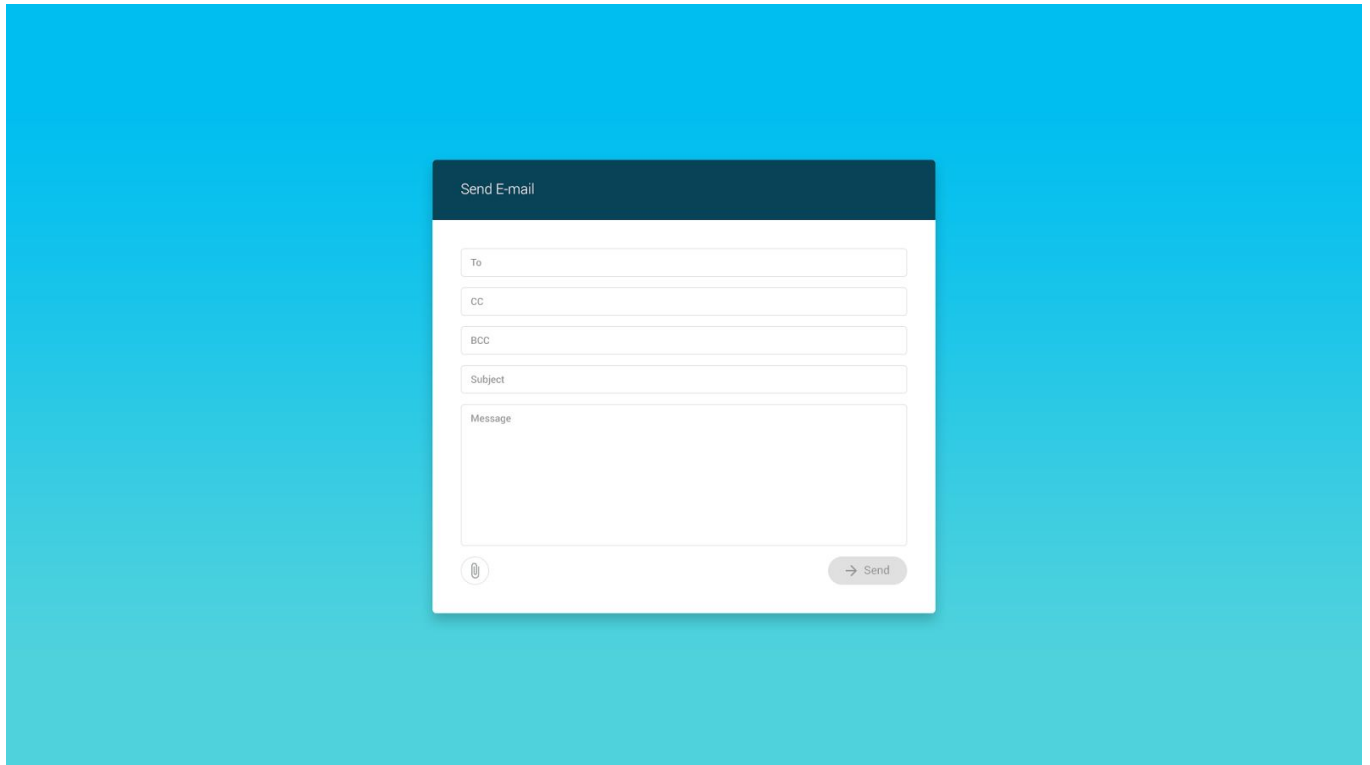 Send E-mail
To
CC
BCC
Subject
Message
Send